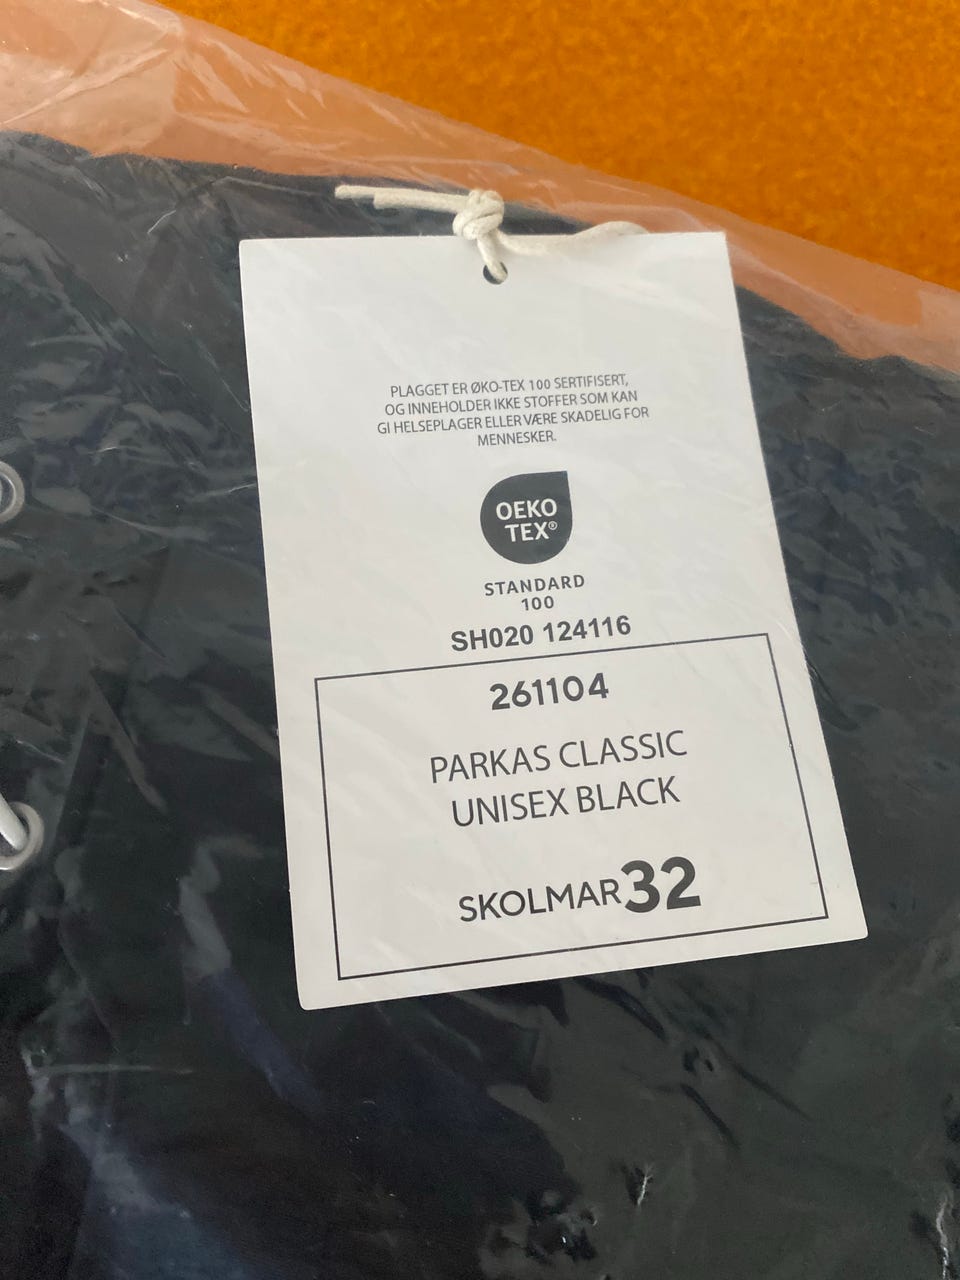 PLAGGET ER ØKO-TEX 100 SERTIFISERT,
OG INNEHOLDER IKKE STOFFER SOM KAN
GI HELSEPLAGER ELLER VÆRE SKADELIG FOR
MENNESKER.
OEKO
TEX®
STANDARD
100
SH020 124116
261104
PARKAS CLASSIC
UNISEX BLACK
SKOLMAR32